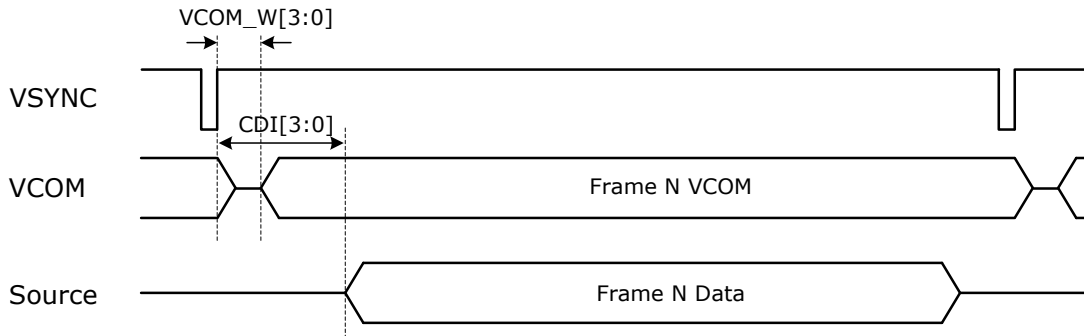 VCOM_W[3:0]
VSYNC
CDI[3:0]
VCOM
Frame N VCOM
Source
Frame N Data